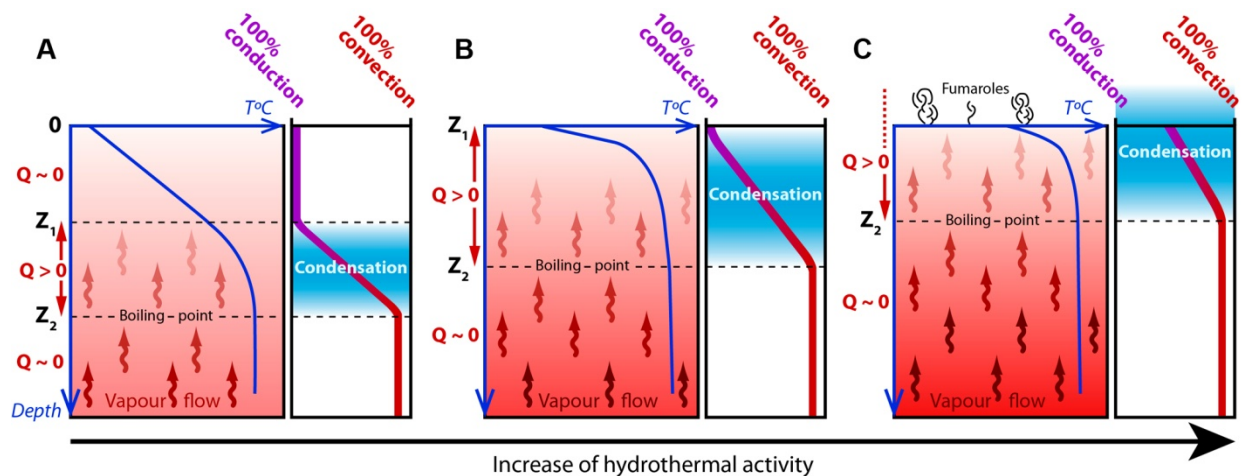 A
100%
conduction
100%
convection
T°C
0
Q ~ 0
Z1
Q > 0
Condensation
Z2
Boiling - point
Q ~ 0
Depth
Vapour flow
B
100%
conduction
100%
convection
T°C
Z1
Q > 0
Condensation
Z2
Boiling - point
Q ~ 0
Vapour flow
C
100%
conduction
100%
convection
Fumaroles
T°C
Q > 0
Condensation
Z2
Boiling - point
Q ~ 0
Vapour flow
Increase of hydrothermal activity